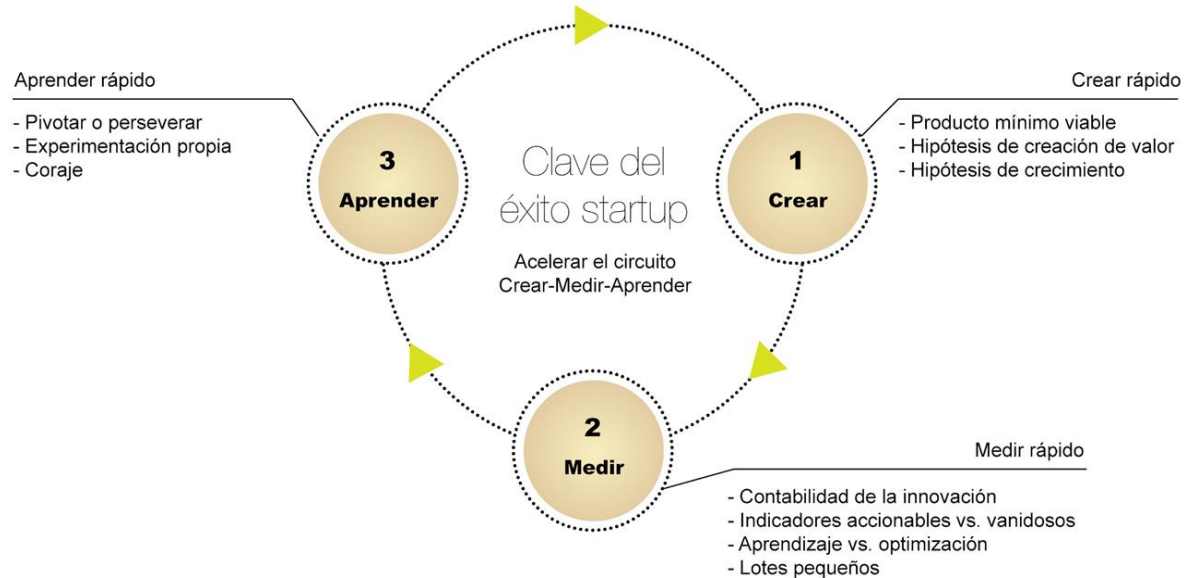 Clave del
éxito startup
Acelerar el circuito
Crear-Medir-Aprender
1
Crear
Crear rápido
- Producto mínimo viable
- Hipótesis de creación de valor
- Hipótesis de crecimiento
2
Medir
Medir rápido
- Contabilidad de la innovación
- Indicadores accionables vs. vanidosos
- Aprendizaje vs. optimización
- Lotes pequeños
3
Aprender
Aprender rápido
- Pivotar o perseverar
- Experimentación propia
- Coraje